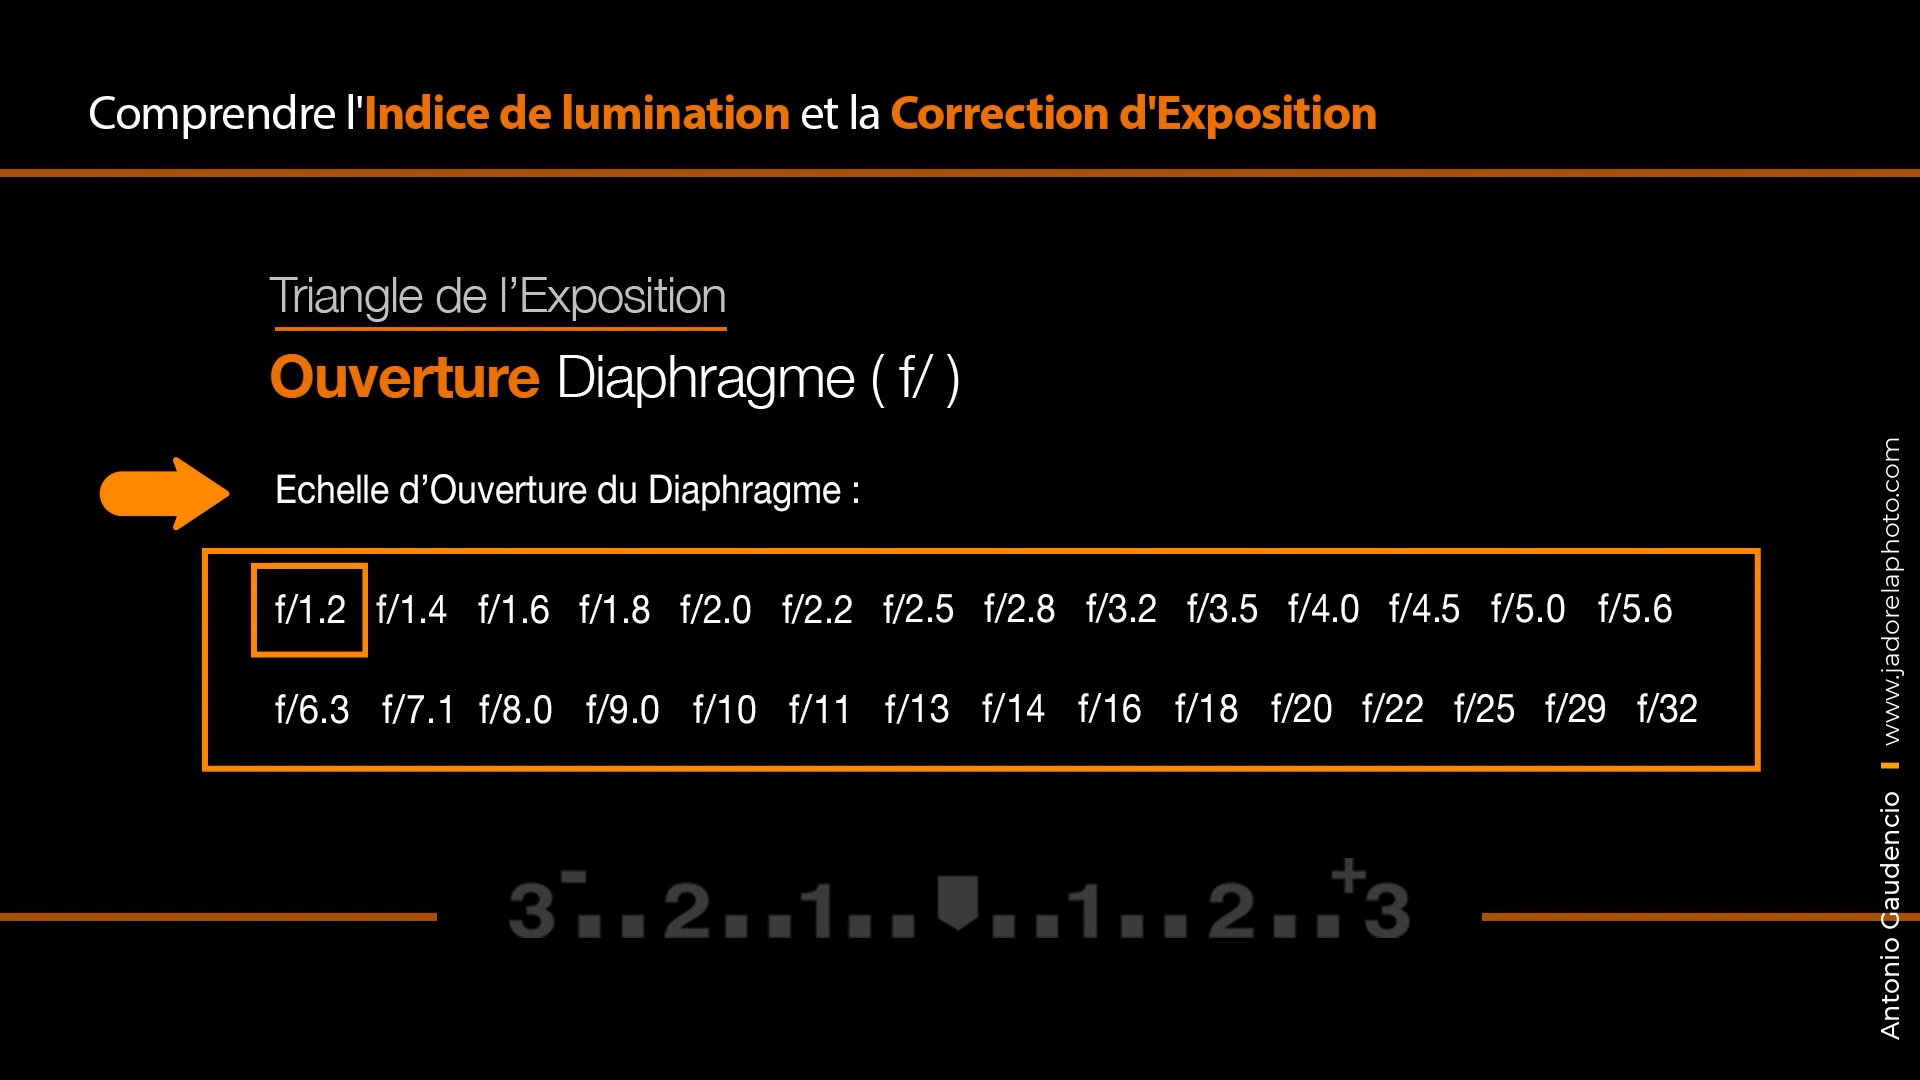 Comprendre l'Indice de lumination et la Correction d'Exposition
Triangle de l’Exposition
Ouverture Diaphragme ( f/ )
Echelle d’Ouverture du Diaphragme :
f/1.2 f/1.4 f/1.6 f/1.8 f/2.0 f/2.2 f/2.5 f/2.8 f/3.2 f/3.5 f/4.0 f/4.5 f/5.0 f/5.6
f/6.3 f/7.1 f/8.0 f/9.0 f/10 f/11 f/13 f/14 f/16 f/18 f/20 f/22 f/25 f/29 f/32
3-..2..1.. ..1..2..+3
Antonio Gaudencio | www.jadorelaphoto.com